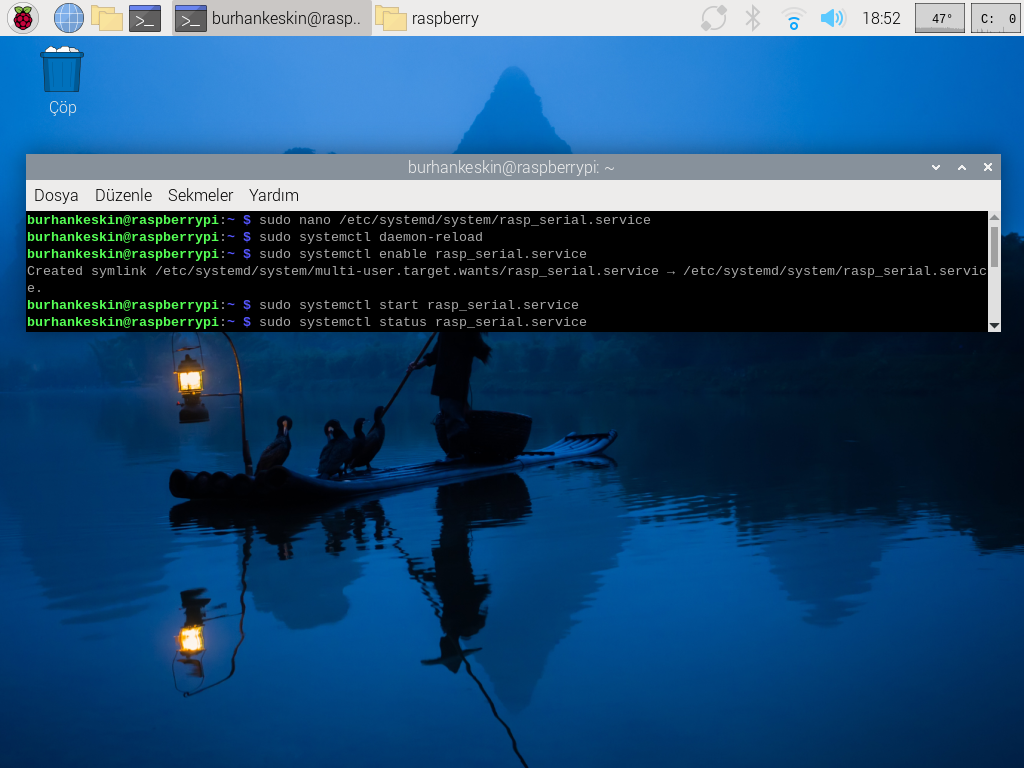 burhankeskin@rasp..
raspberry
18:52
47°
C: 0
Çöp
burhankeskin@raspberrypi: ~
Dosya Düzenle Sekmeler Yardım
burhankeskin@raspberrypi:~ $ sudo nano /etc/systemd/system/rasp_serial.service
burhankeskin@raspberrypi:~ $ sudo systemctl daemon-reload
burhankeskin@raspberrypi:~ $ sudo systemctl enable rasp_serial.service
Created symlink /etc/systemd/system/multi-user.target.wants/rasp_serial.service → /etc/systemd/system/rasp_serial.servic
e.
burhankeskin@raspberrypi:~ $ sudo systemctl start rasp_serial.service
burhankeskin@raspberrypi:~ $ sudo systemctl status rasp_serial.service